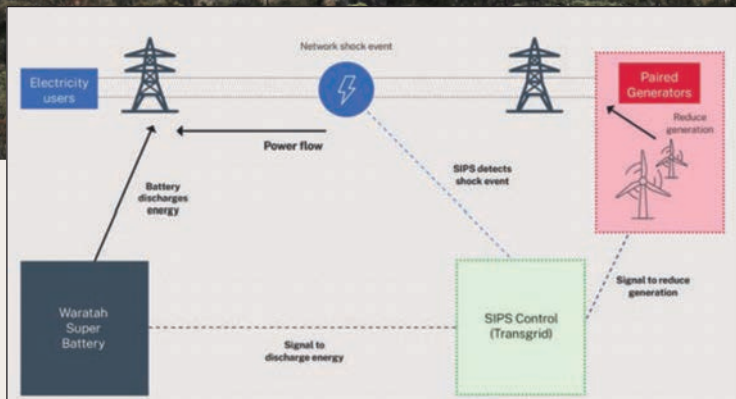 Network shock event
Electricity
users
Paired
Generators
Reduce
generation
Power flow
SIPS detects
shock event
Battery
discharges
energy
Signal to reduce
generation
Waratah
Super
Battery
SIPS Control
(Transgrid)
Signal to
discharge energy